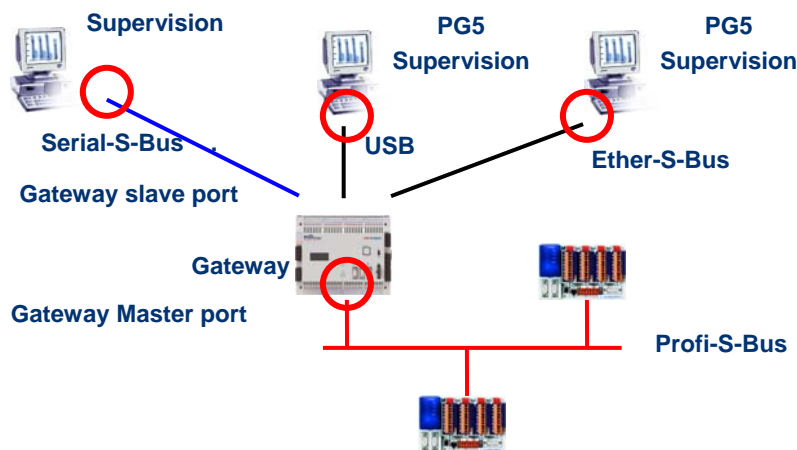 Supervision
PG5
Supervision
PG5
Supervision
Serial-S-Bus .
USB
Ether-S-Bus
Gateway slave port
Gateway
Gateway Master port
Profi-S-Bus